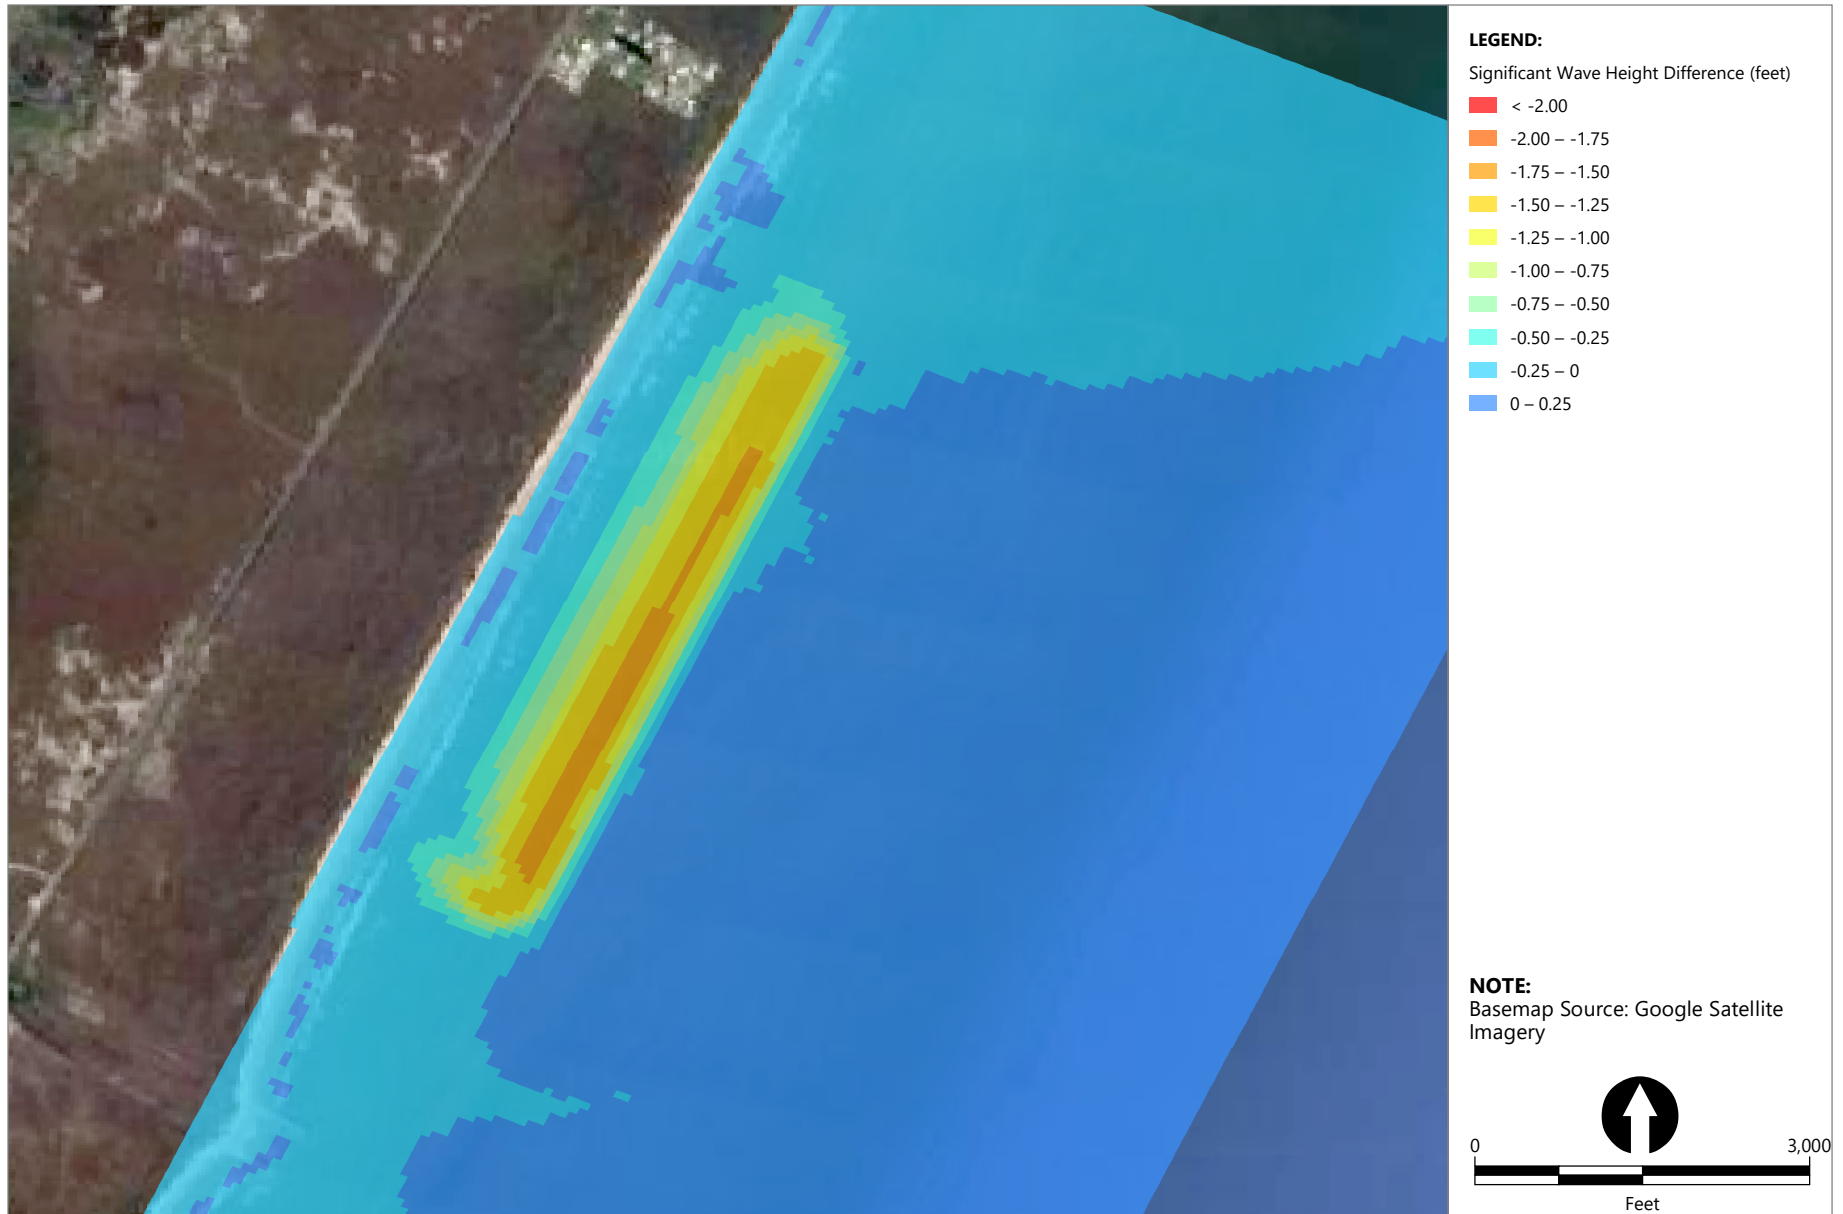 LEGEND:
Significant Wave Height Difference (feet)
< -2.00
-2.00 – -1.75
-1.75 – -1.50
-1.50 – -1.25
-1.25 – -1.00
-1.00 – -0.75
-0.75 – -0.50
-0.50 – -0.25
-0.25 – 0
0 – 0.25
NOTE:
Basemap Source: Google Satellite
Imagery
0 3,000
Feet